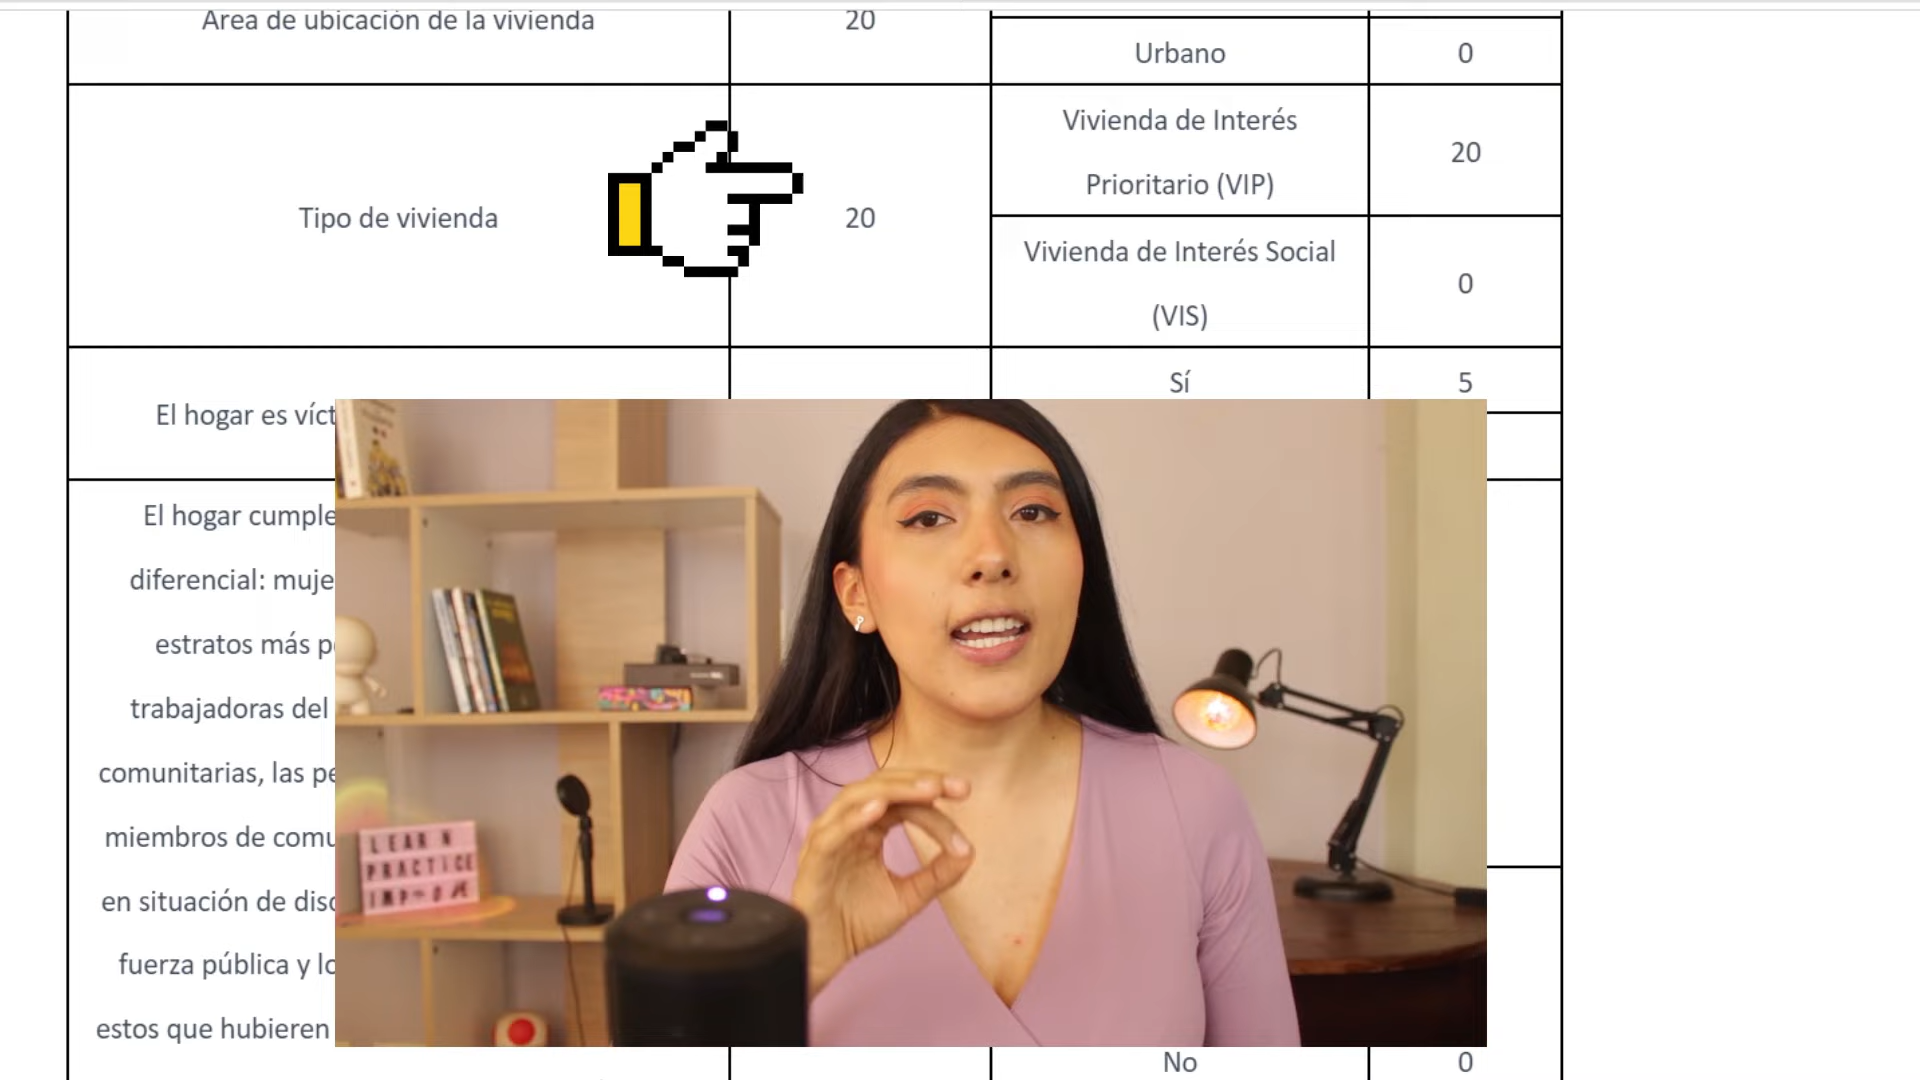 Área de ubicación de la vivienda
20
Urbano
0
Tipo de vivienda
20
Vivienda de Interés
Prioritario (VIP)
20
Vivienda de Interés Social
(VIS)
0
El hogar es víct
Sí
5
El hogar cumple
diferencial: muje
estratos más p
trabajadoras del
comunitarias, las pe
miembros de comu
en situación de disc
fuerza pública y lo
estos que hubieren
LEARN
PRACTICE
No
0